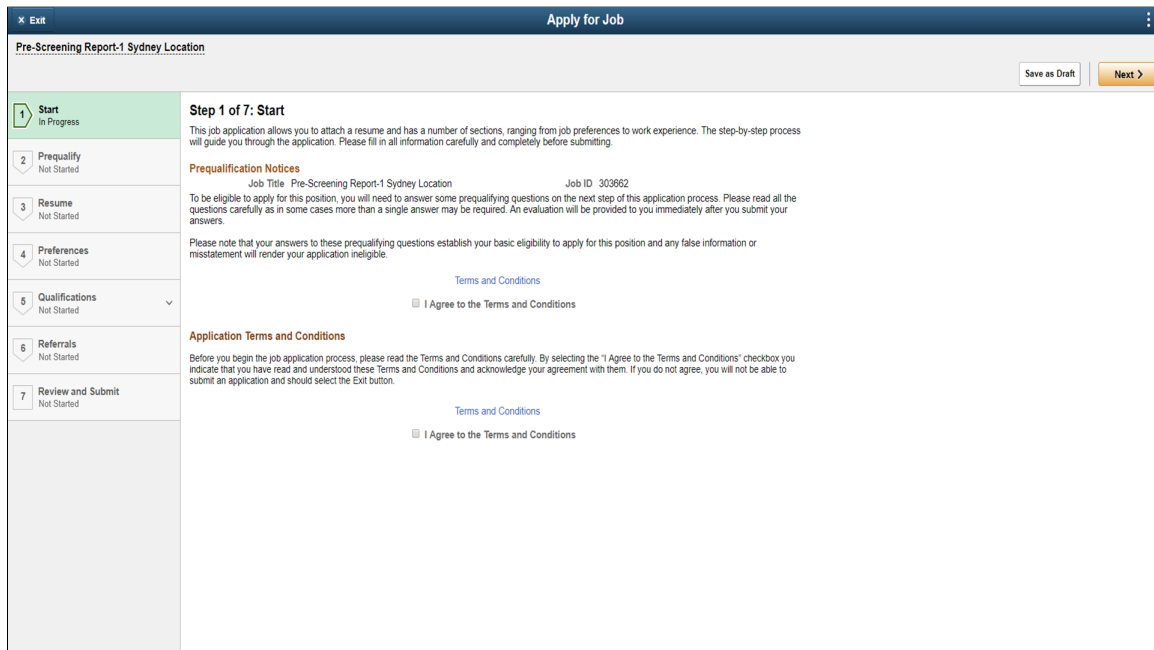 × Exit
Apply for Job
Pre-Screening Report-1 Sydney Location
Save as Draft
Next >
1 Start
In Progress
2 Prequalify
Not Started
3 Resume
Not Started
4 Preferences
Not Started
5 Qualifications
Not Started
6 Referrals
Not Started
7 Review and Submit
Not Started
Step 1 of 7: Start
This job application allows you to attach a resume and has a number of sections, ranging from job preferences to work experience. The step-by-step process
will guide you through the application. Please fill in all information carefully and completely before submitting.
Prequalification Notices
Job Title Pre-Screening Report-1 Sydney Location Job ID 303662
To be eligible to apply for this position, you will need to answer some prequalifying questions on the next step of this application process. Please read all the
questions carefully as in some cases more than a single answer may be required. An evaluation will be provided to you immediately after you submit your
answers.
Please note that your answers to these prequalifying questions establish your basic eligibility to apply for this position and any false information or
misstatement will render your application ineligible.
Terms and Conditions
I Agree to the Terms and Conditions
Application Terms and Conditions
Before you begin the job application process, please read the Terms and Conditions carefully. By selecting the "I Agree to the Terms and Conditions" checkbox you
indicate that you have read and understood these Terms and Conditions and acknowledge your agreement with them. If you do not agree, you will not be able to
submit an application and should select the Exit button.
Terms and Conditions
I Agree to the Terms and Conditions